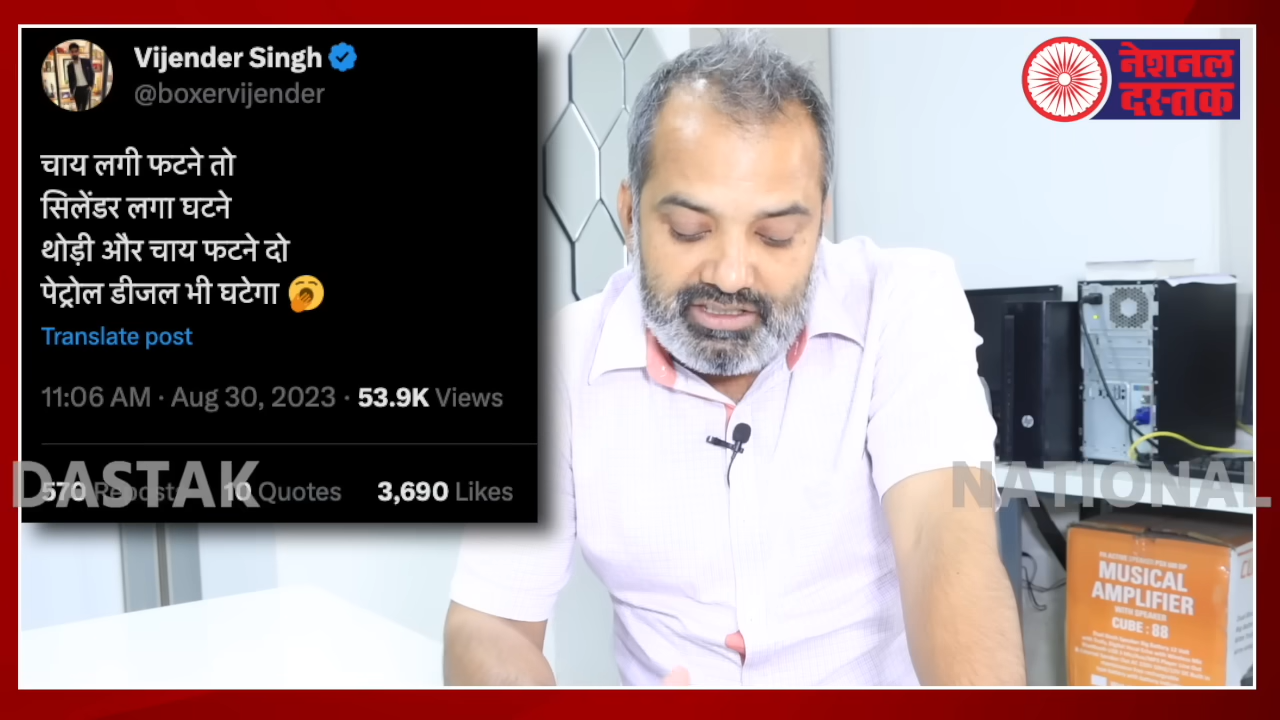 Vijender Singh
@boxervijender
चाय लगी फटने तो
सिलेंडर लगा घटने
थोड़ी और चाय फटने दो
पेट्रोल डीजल भी घटेगा 🥱
Translate post
11:06 AM · Aug 30, 2023 · 53.9K Views
570 Reposts 10 Quotes 3,690 Likes
DASTAK
नेशनल
दस्तक
NATIONAL
MUSICAL
AMPLIFIER
WITH SPEAKER
CUBE : 88